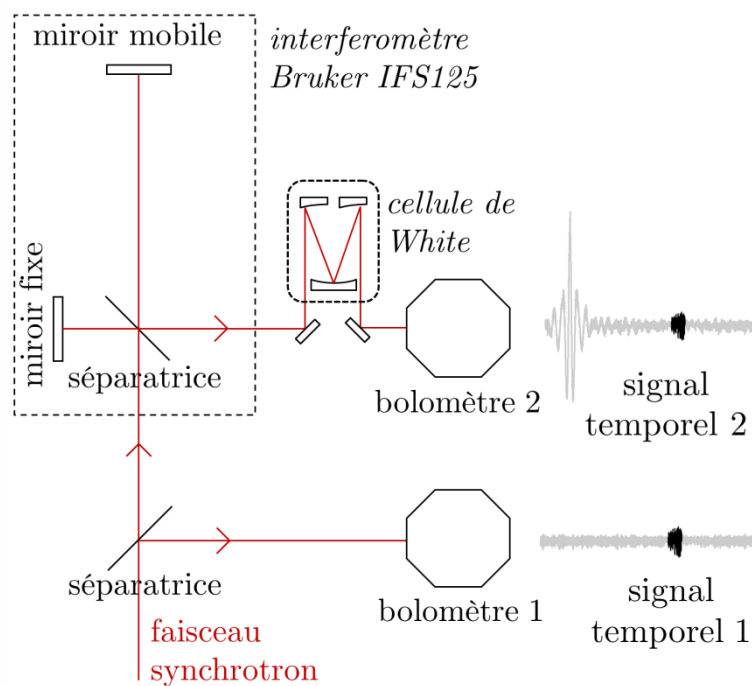 miroir mobile
interferomètre
Bruker IFS125
cellule de
White
miroir fixe
séparatrice
bolomètre 2
signal
temporel 2
séparatrice
bolomètre 1
signal
temporel 1
faisceau
synchrotron